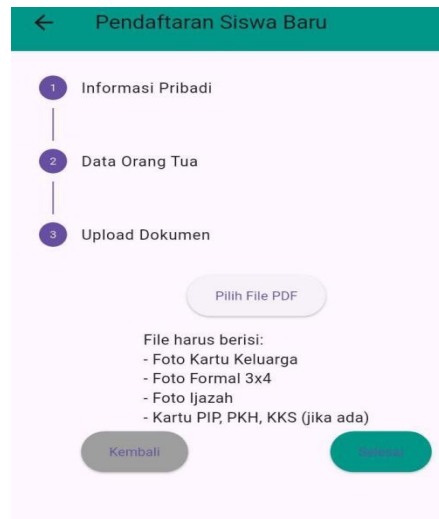 Pendaftaran Siswa Baru
1 Informasi Pribadi
2 Data Orang Tua
3 Upload Dokumen
Pilih File PDF
File harus berisi:
- Foto Kartu Keluarga
- Foto Formal 3x4
- Foto Ijazah
- Kartu PIP, PKH, KKS (jika ada)
Kembali Selesai